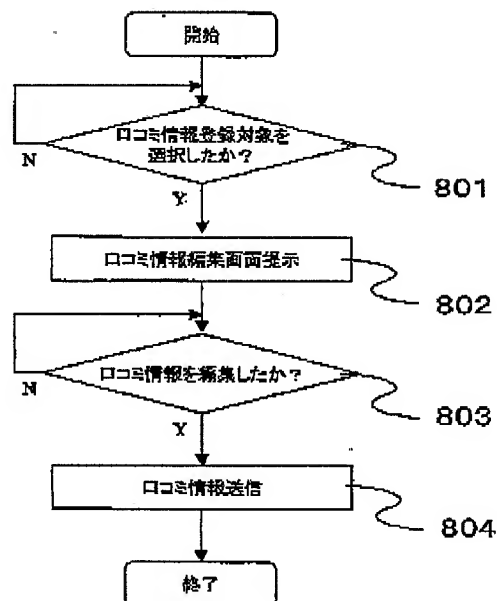 開始
口コミ情報登録対象を
選択したか？
N
801
Y
口コミ情報編集画面提示
802
口コミ情報を編集したか？
N
803
Y
口コミ情報送信
804
終了